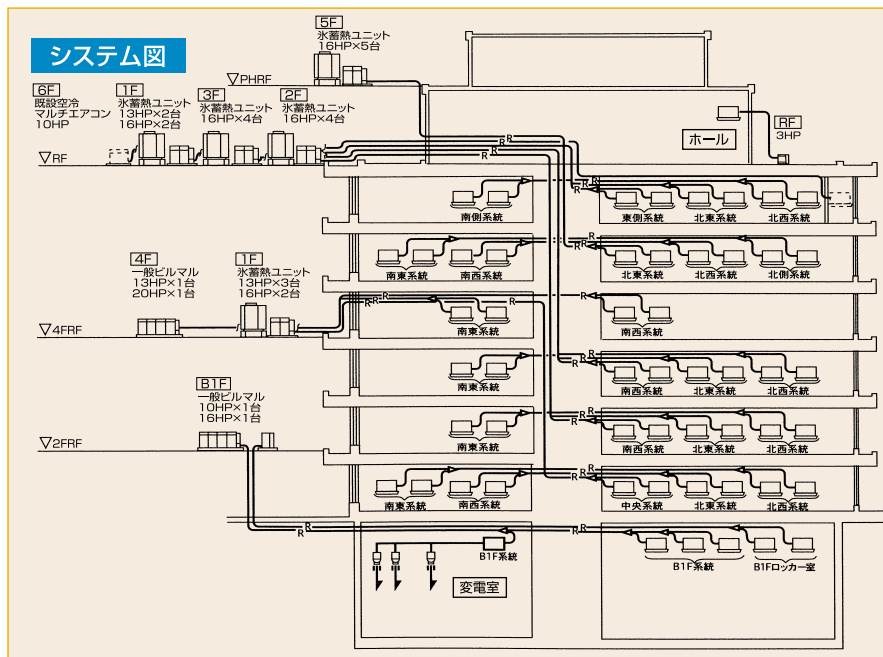 システム図
5F
氷蓄熱ユニット
16HP×5台
▽PHRF
6F
既設空冷
マルチエアコン
10HP
1F
氷蓄熱ユニット
13HP×2台
16HP×2台
3F
氷蓄熱ユニット
16HP×4台
2F
氷蓄熱ユニット
16HP×4台
ホール
RF
3HP
▽RF
R
R
R
R
R
R
R
R
南側系統
東側系統
北東系統
北西系統
R
R
R
南東系統
南西系統
北東系統
北西系統
北側系統
4F
一般ビルマル
13HP×1台
20HP×1台
1F
氷蓄熱ユニット
13HP×3台
16HP×2台
R
R
R
R
R
R
南東系統
南西系統
▽4FRF
R
R
R
南東系統
南西系統
北東系統
北西系統
B1F
一般ビルマル
10HP×1台
16HP×1台
R
R
南東系統
南西系統
北東系統
北西系統
▽2FRF
R
R
R
南東系統
南西系統
中央系統
北東系統
北西系統
R
R
R
R
B1F系統
B1F系統
B1Fロッカー室
変電室